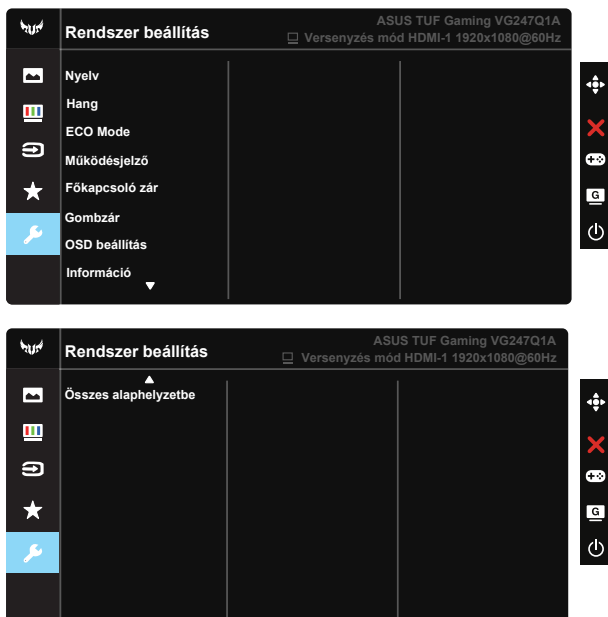 Rendszer beállítás
ASUS TUF Gaming VG247Q1A
Versenyzés mód HDMI-1 1920x1080@60Hz
Nyelv
Hang
ECO Mode
Működésjelző
Főkapcsoló zár
Gombzár
OSD beállítás
Információ
G
Rendszer beállítás
ASUS TUF Gaming VG247Q1A
Versenyzés mód HDMI-1 1920x1080@60Hz
Összes alaphelyzetbe
G